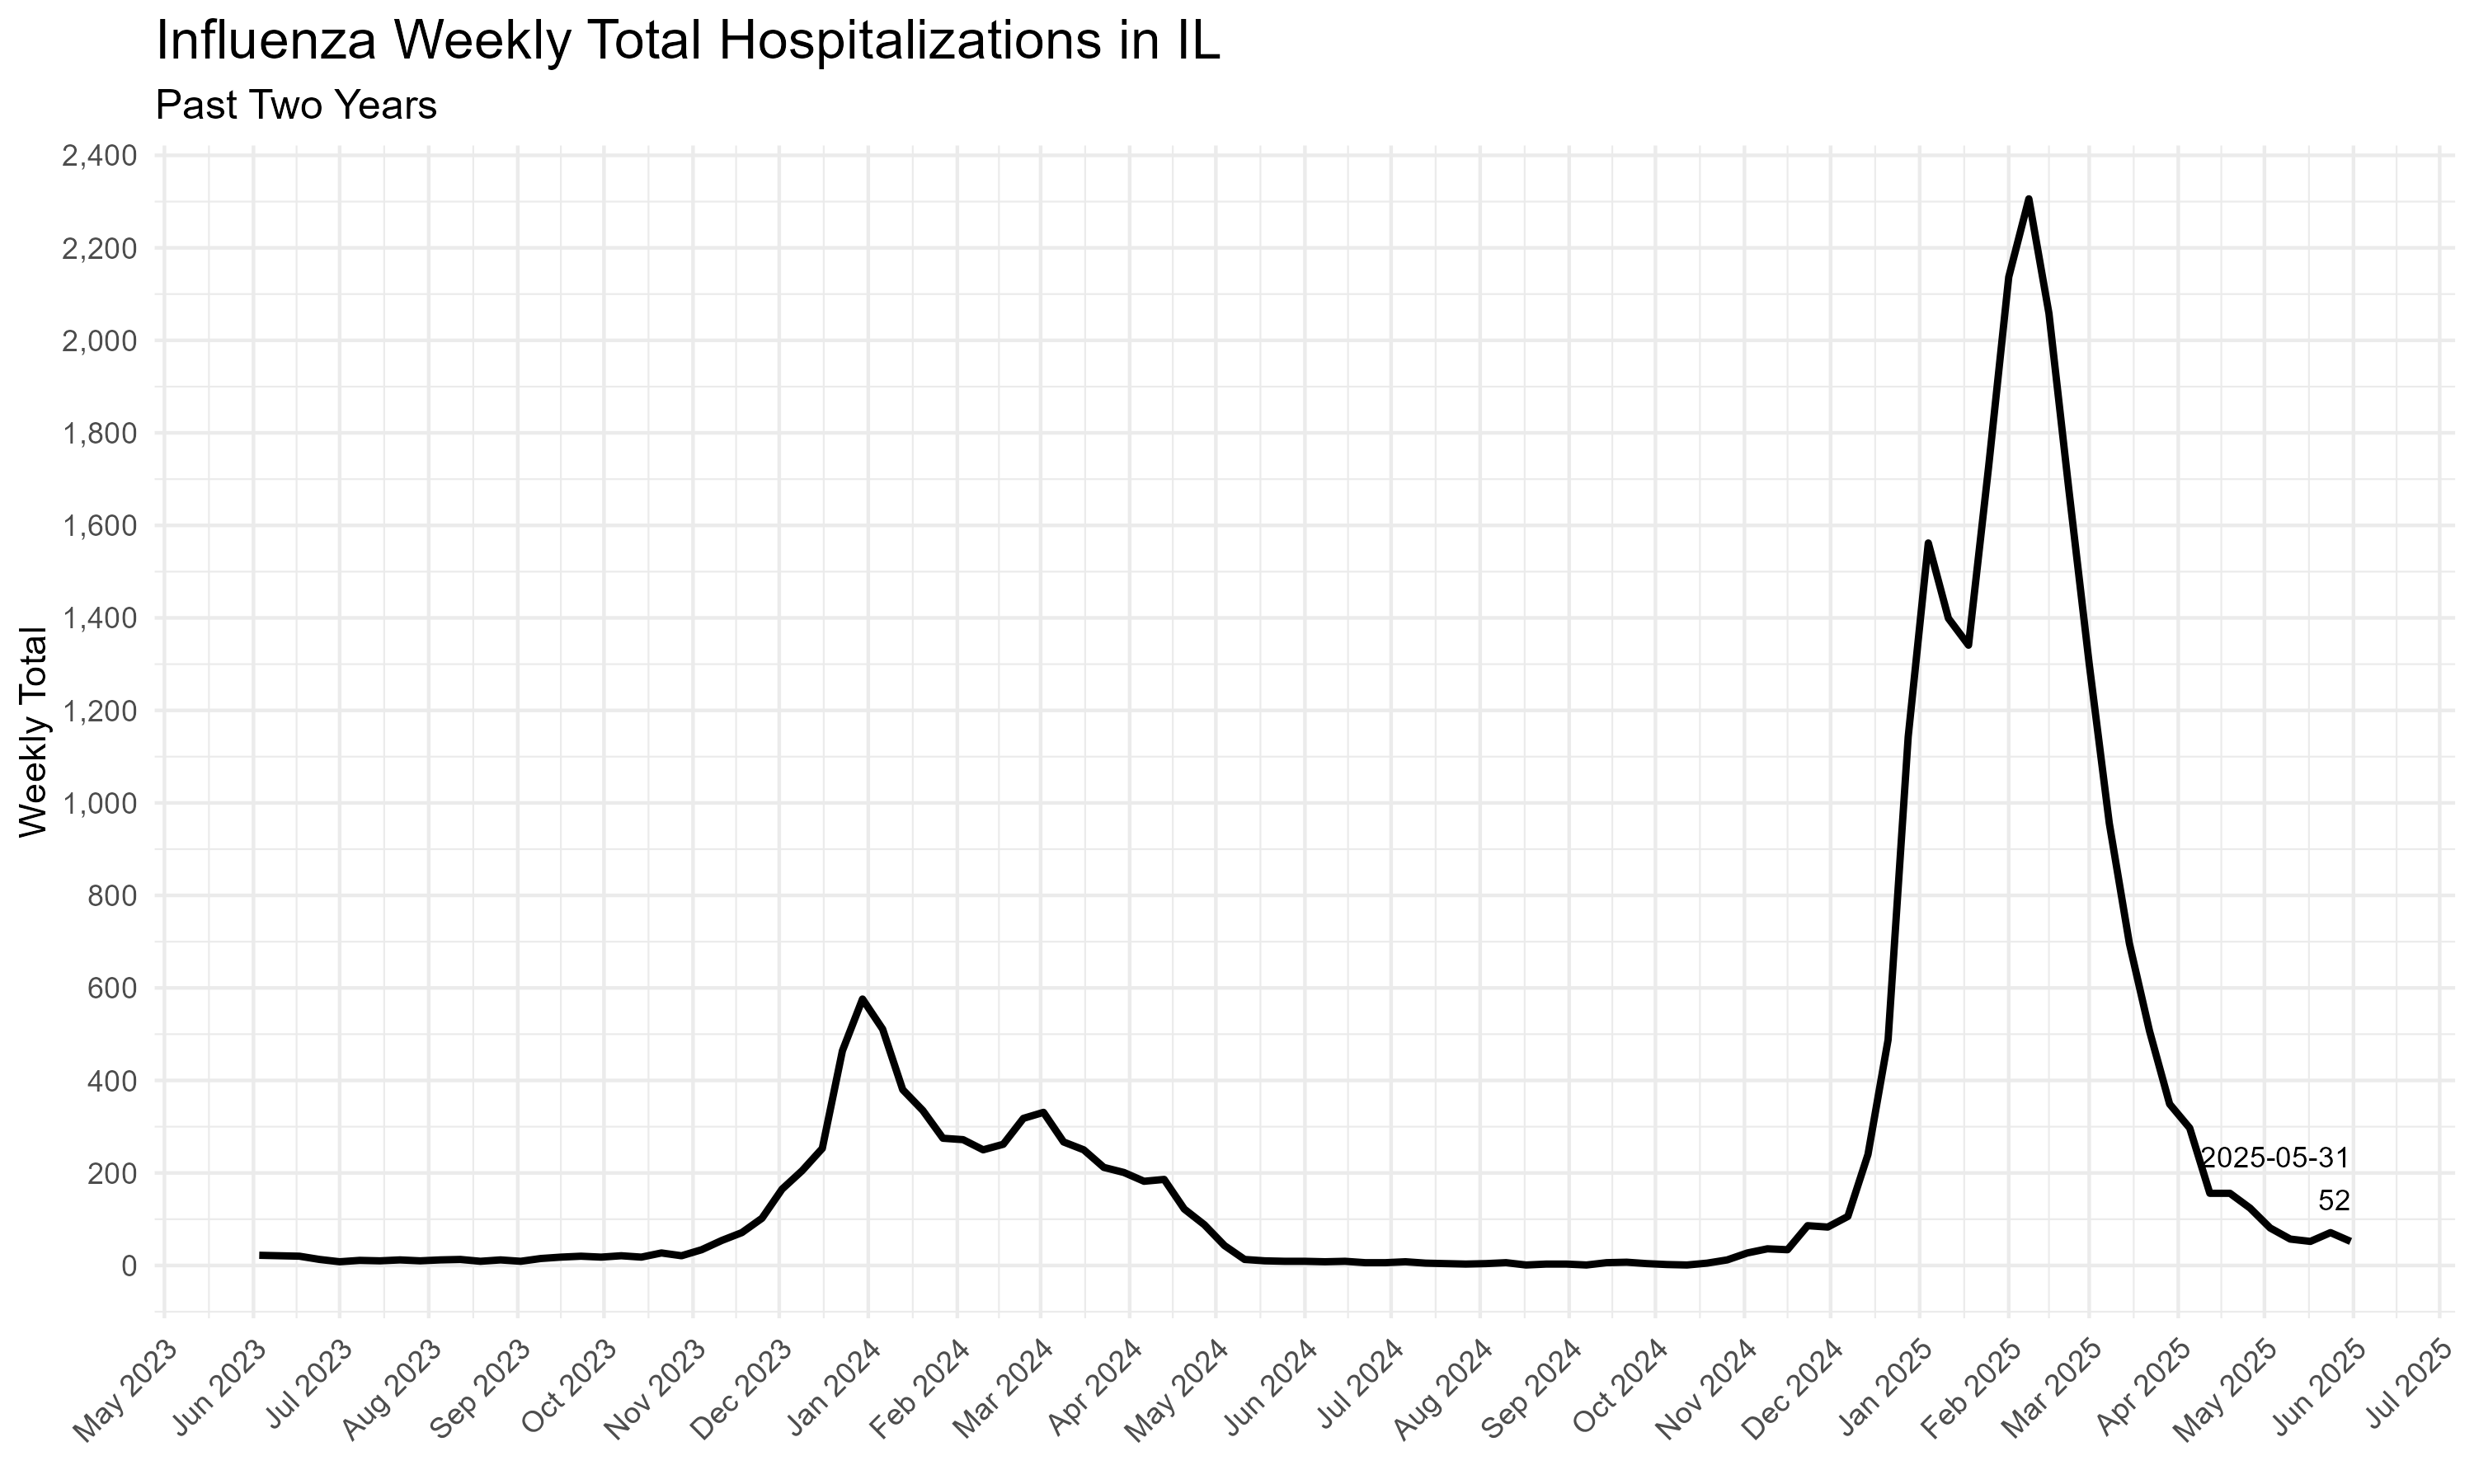 Influenza Weekly Total Hospitalizations in IL
Past Two Years
Weekly Total
2,400
2,200
2,000
1,800
1,600
1,400
1,200
1,000
800
600
400
200
0
2025-05-31
52
May 2023
Jun 2023
Jul 2023
Aug 2023
Sep 2023
Oct 2023
Nov 2023
Dec 2023
Jan 2024
Feb 2024
Mar 2024
Apr 2024
May 2024
Jun 2024
Jul 2024
Aug 2024
Sep 2024
Oct 2024
Nov 2024
Dec 2024
Jan 2025
Feb 2025
Mar 2025
Apr 2025
May 2025
Jun 2025
Jul 2025